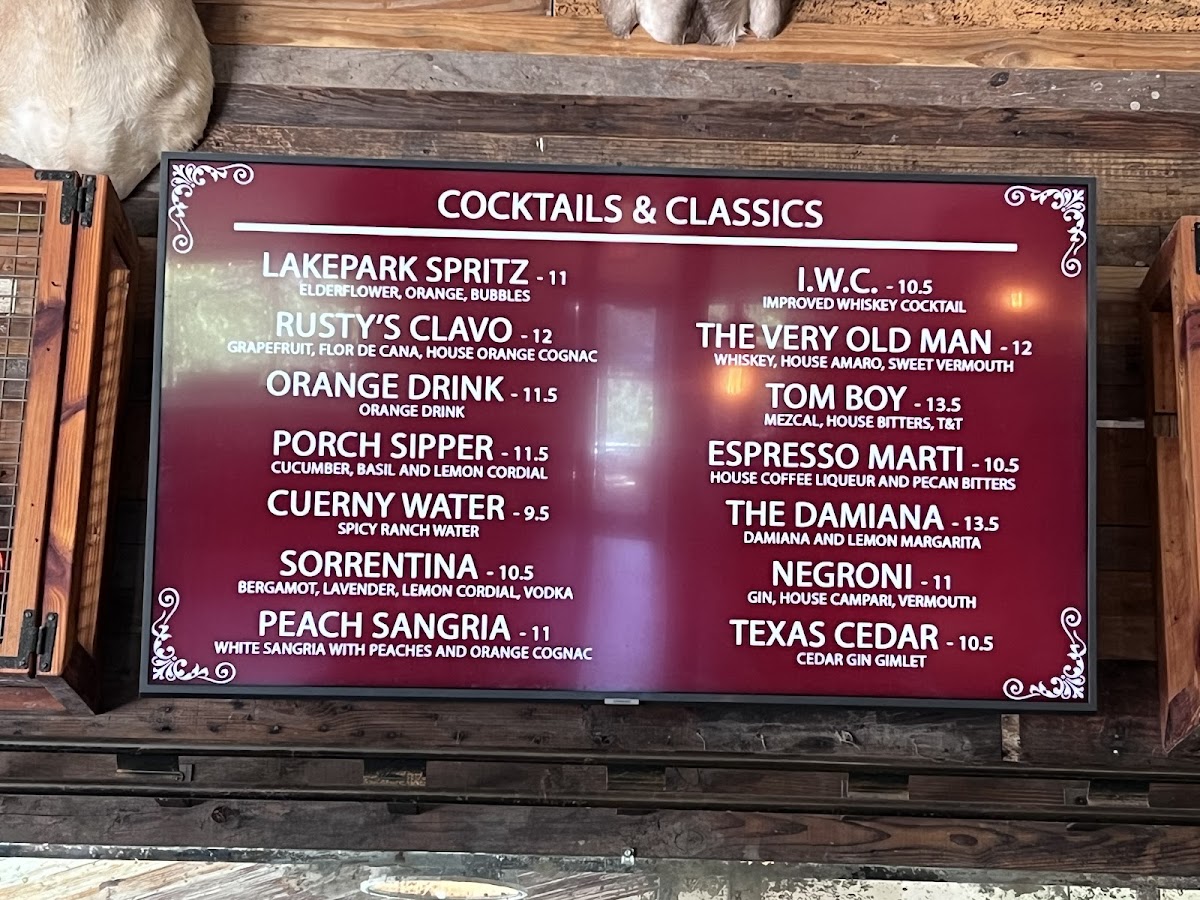 COCKTAILS & CLASSICS
LAKEPARK SPRITZ - 11
ELDERFLOWER, ORANGE, BUBBLES
RUSTY'S CLAVO - 12
GRAPEFRUIT, FLOR DE CANA, HOUSE ORANGE COGNAC
ORANGE DRINK - 11.5
ORANGE DRINK
PORCH SIPPER - 11.5
CUCUMBER, BASIL AND LEMON CORDIAL
CUERNY WATER - 9.5
SPICY RANCH WATER
SORRENTINA - 10.5
BERGAMOT, LAVENDER, LEMON CORDIAL, VODKA
PEACH SANGRIA - 11
WHITE SANGRIA WITH PEACHES AND ORANGE COGNAC
I.W.C. - 10.5
IMPROVED WHISKEY COCKTAIL
THE VERY OLD MAN - 12
WHISKEY, HOUSE AMARO, SWEET VERMOUTH
TOM BOY - 13.5
MEZCAL, HOUSE BITTERS, T&T
ESPRESSO MARTI - 10.5
HOUSE COFFEE LIQUEUR AND PECAN BITTERS
THE DAMIANA - 13.5
DAMIANA AND LEMON MARGARITA
NEGRONI - 11
GIN, HOUSE CAMPARI, VERMOUTH
TEXAS CEDAR - 10.5
CEDAR GIN GIMLET